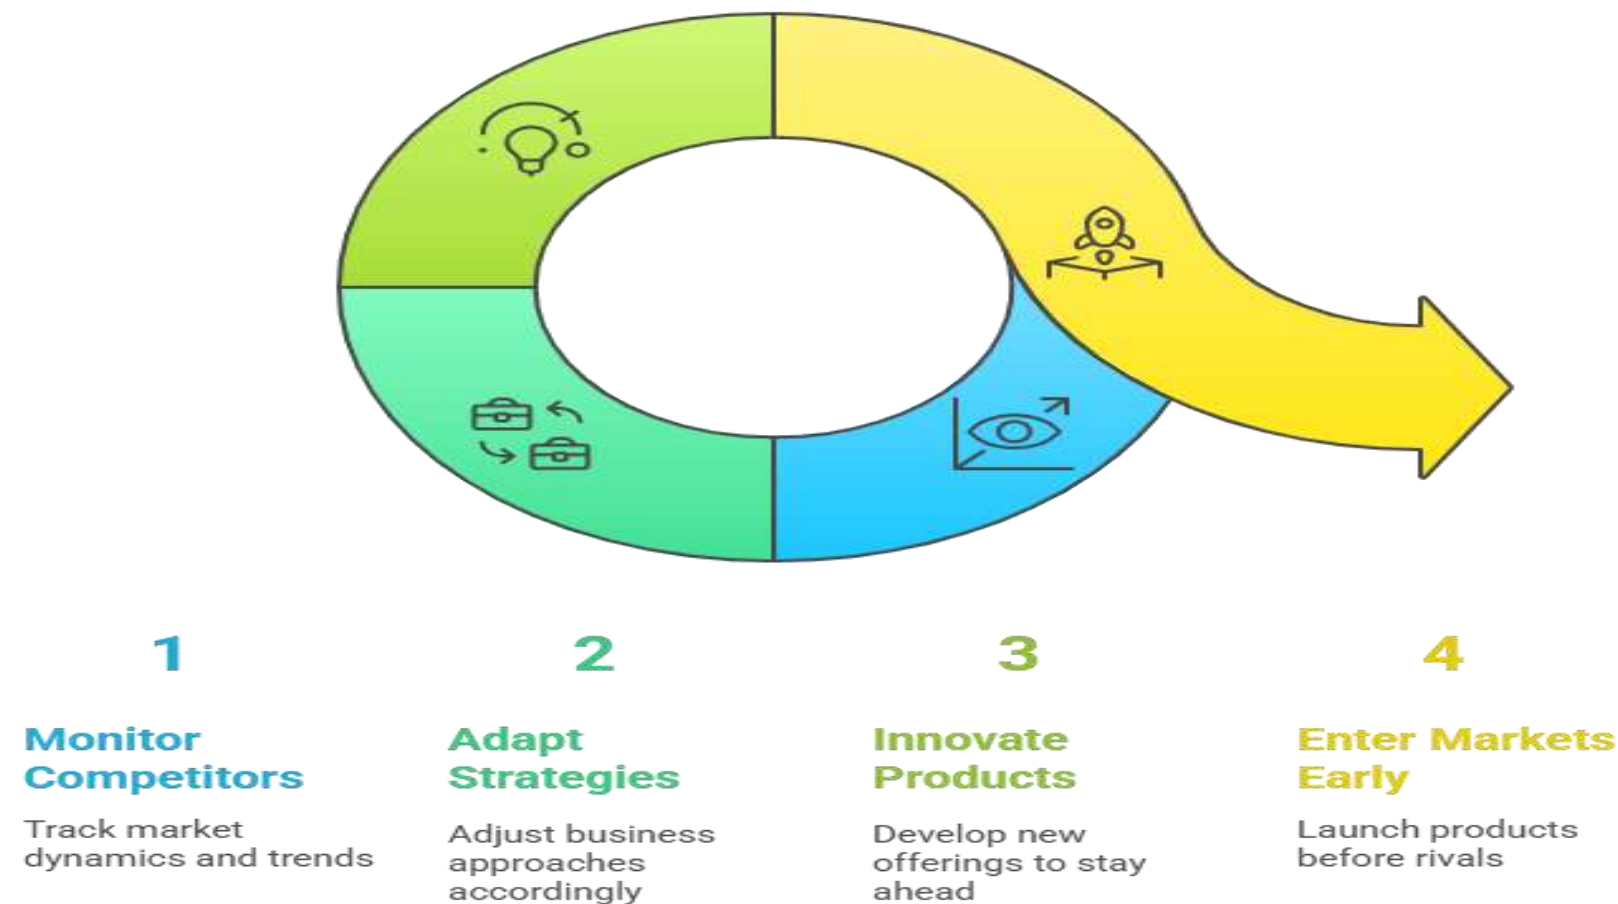 1
Monitor
Competitors
Track market
dynamics and trends
2
Adapt
Strategies
Adjust business
approaches
accordingly
3
Innovate
Products
Develop new
offerings to stay
ahead
4
Enter Markets
Early
Launch products
before rivals